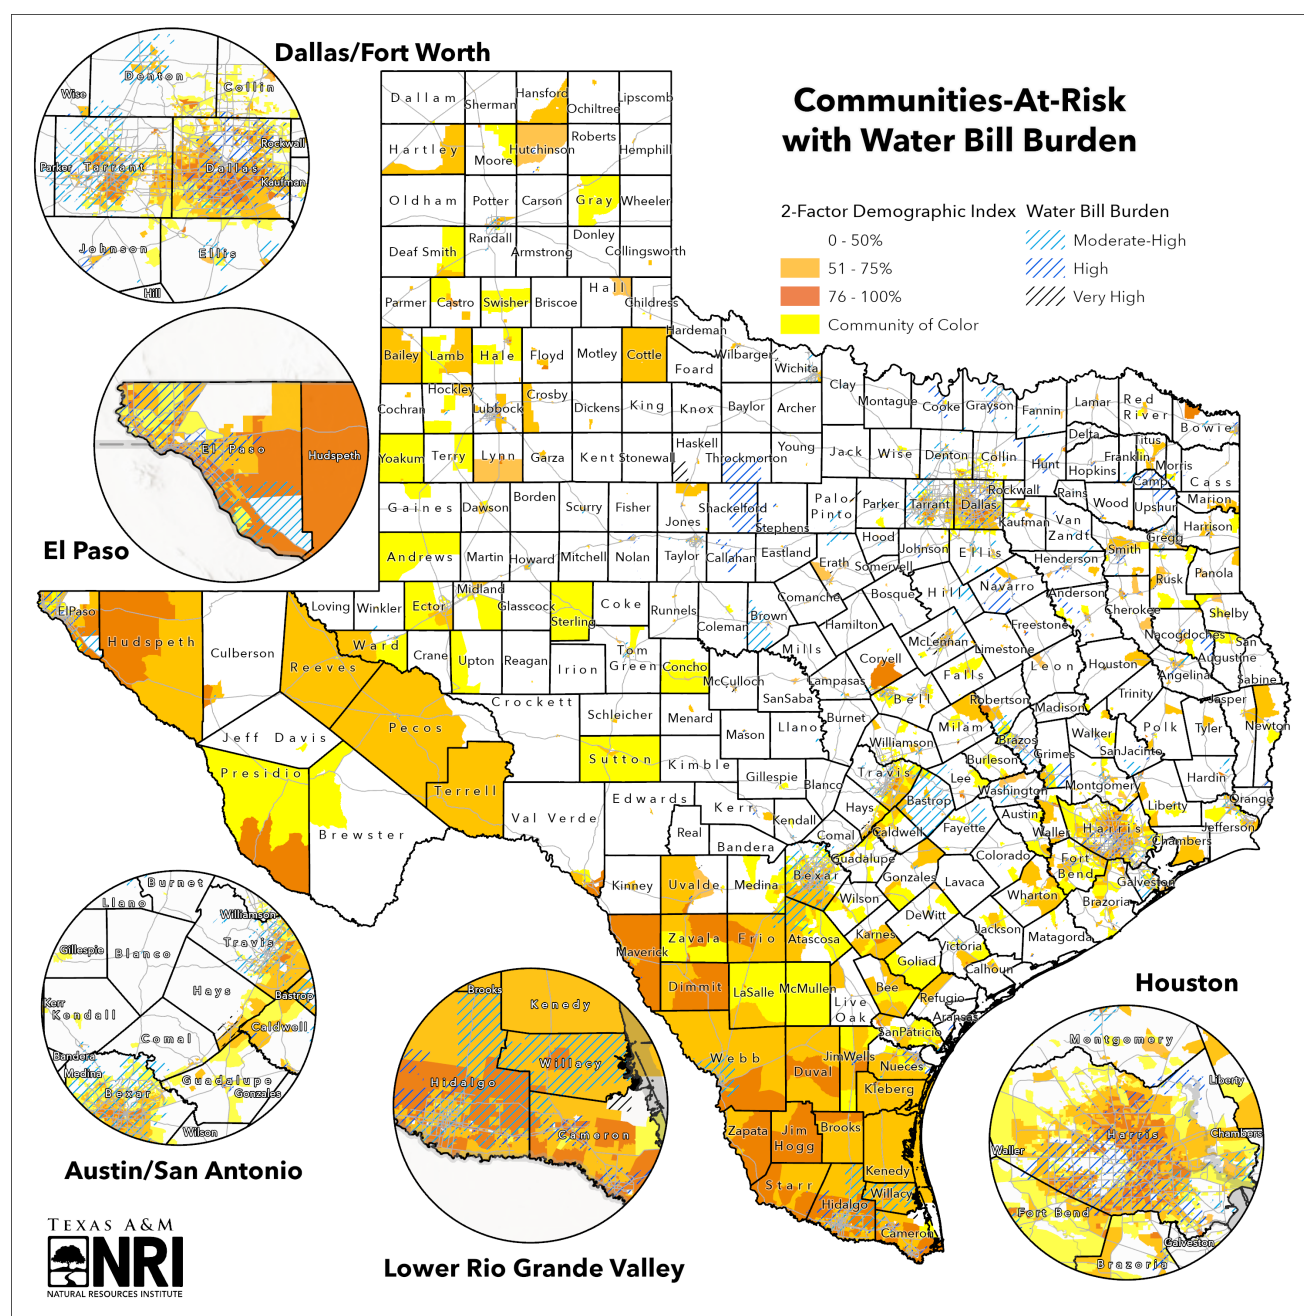 Dallas/Fort Worth
Communities-At-Risk
with Water Bill Burden
2-Factor Demographic Index
0 - 50%
51 - 75%
76 - 100%
Community of Color
Water Bill Burden
Moderate-High
High
Very High
Denton
Collin
Wise
Rockwall
Parker
Tarrant
Dallas
Kaufman
Johnson
Ellis
Hill
El Paso
Hudspeth
El Paso
Dallam
Sherman
Hansford
Ochiltree
Lipscomb
Hartley
Moore
Hutchinson
Roberts
Hemphill
Oldham
Potter
Carson
Gray
Wheeler
Deaf Smith
Randall
Armstrong
Donley
Collingsworth
Parmer
Castro
Swisher
Briscoe
Hall
Childress
Bailey
Lamb
Hale
Floyd
Motley
Cottle
Hardeman
Foard
Wilbarger
Wichita
Clay
Cochran
Hockley
Lubbock
Crosby
Dickens
King
Knox
Baylor
Archer
Montague
Cooke
Grayson
Fannin
Lamar
Red
River
Bowie
Yoakum
Terry
Lynn
Garza
Kent
Stonewall
Haskell
Throckmorton
Young
Jack
Wise
Denton
Collin
Hunt
Delta
Hopkins
Franklin
Titus
Morris
Camp
Cass
Marion
Gaines
Dawson
Borden
Scurry
Fisher
Jones
Shackelford
Stephens
Palo
Pinto
Parker
Tarrant
Dallas
Rockwall
Kaufman
Rains
Van
Zandt
Wood
Upshur
Harrison
Gregg
Andrews
Martin
Howard
Mitchell
Nolan
Taylor
Callahan
Eastland
Erath
Hood
Somervell
Johnson
Ellis
Henderson
Smith
Rusk
Panola
ElPaso
Hudspeth
Culberson
Loving
Winkler
Ector
Midland
Glasscock
Sterling
Coke
Runnels
Coleman
Brown
Comanche
Bosque
Hill
Navarro
Anderson
Cherokee
Shelby
Reeves
Ward
Crane
Upton
Reagan
Irion
Tom
Green
Concho
McCulloch
Mills
Hamilton
McLennan
Limestone
Freestone
Nacogdoches
San
Augustine
Sabine
Jeff Davis
Pecos
Crockett
Schleicher
Menard
SanSaba
Lampasas
Coryell
Bell
Falls
Robertson
Leon
Houston
Angelina
Trinity
Madison
Jasper
Newton
Presidio
Brewster
Terrell
Sutton
Kimble
Mason
Llano
Burnet
Williamson
Milam
Brazos
Burleson
Grimes
Walker
SanJacinto
Polk
Tyler
Hardin
Val Verde
Edwards
Kerr
Gillespie
Blanco
Travis
Hays
Lee
Bastrop
Washington
Montgomery
Liberty
Orange
Jefferson
Real
Bandera
Kendall
Comal
Caldwell
Fayette
Austin
Waller
Harris
Chambers
Kinney
Uvalde
Medina
Bexar
Guadalupe
Gonzales
Lavaca
Colorado
Fort
Bend
Galveston
Brazoria
Wharton
Wilson
DeWitt
Jackson
Matagorda
Maverick
Zavala
Frio
Atascosa
Karnes
Goliad
Victoria
Calhoun
Dimmit
LaSalle
McMullen
Live
Oak
Bee
Refugio
Aransas
SanPatricio
Webb
Duval
JimWells
Nueces
Kleberg
Zapata
Jim
Hogg
Brooks
Kenedy
Starr
Hidalgo
Willacy
Cameron
Burnet
Llano
Williamson
Gillespie
Blanco
Travis
Kerr
Hays
Bastrop
Kendall
Caldwell
Comal
Bandera
Medina
Guadalupe
Bexar
Gonzales
Wilson
Austin/San Antonio
Brooks
Kenedy
Willacy
Hidalgo
Cameron
Lower Rio Grande Valley
Houston
Montgomery
Liberty
Harris
Chambers
Waller
Fort Bend
Galveston
Brazoria
TEXAS A&M
NRI
NATURAL RESOURCES INSTITUTE